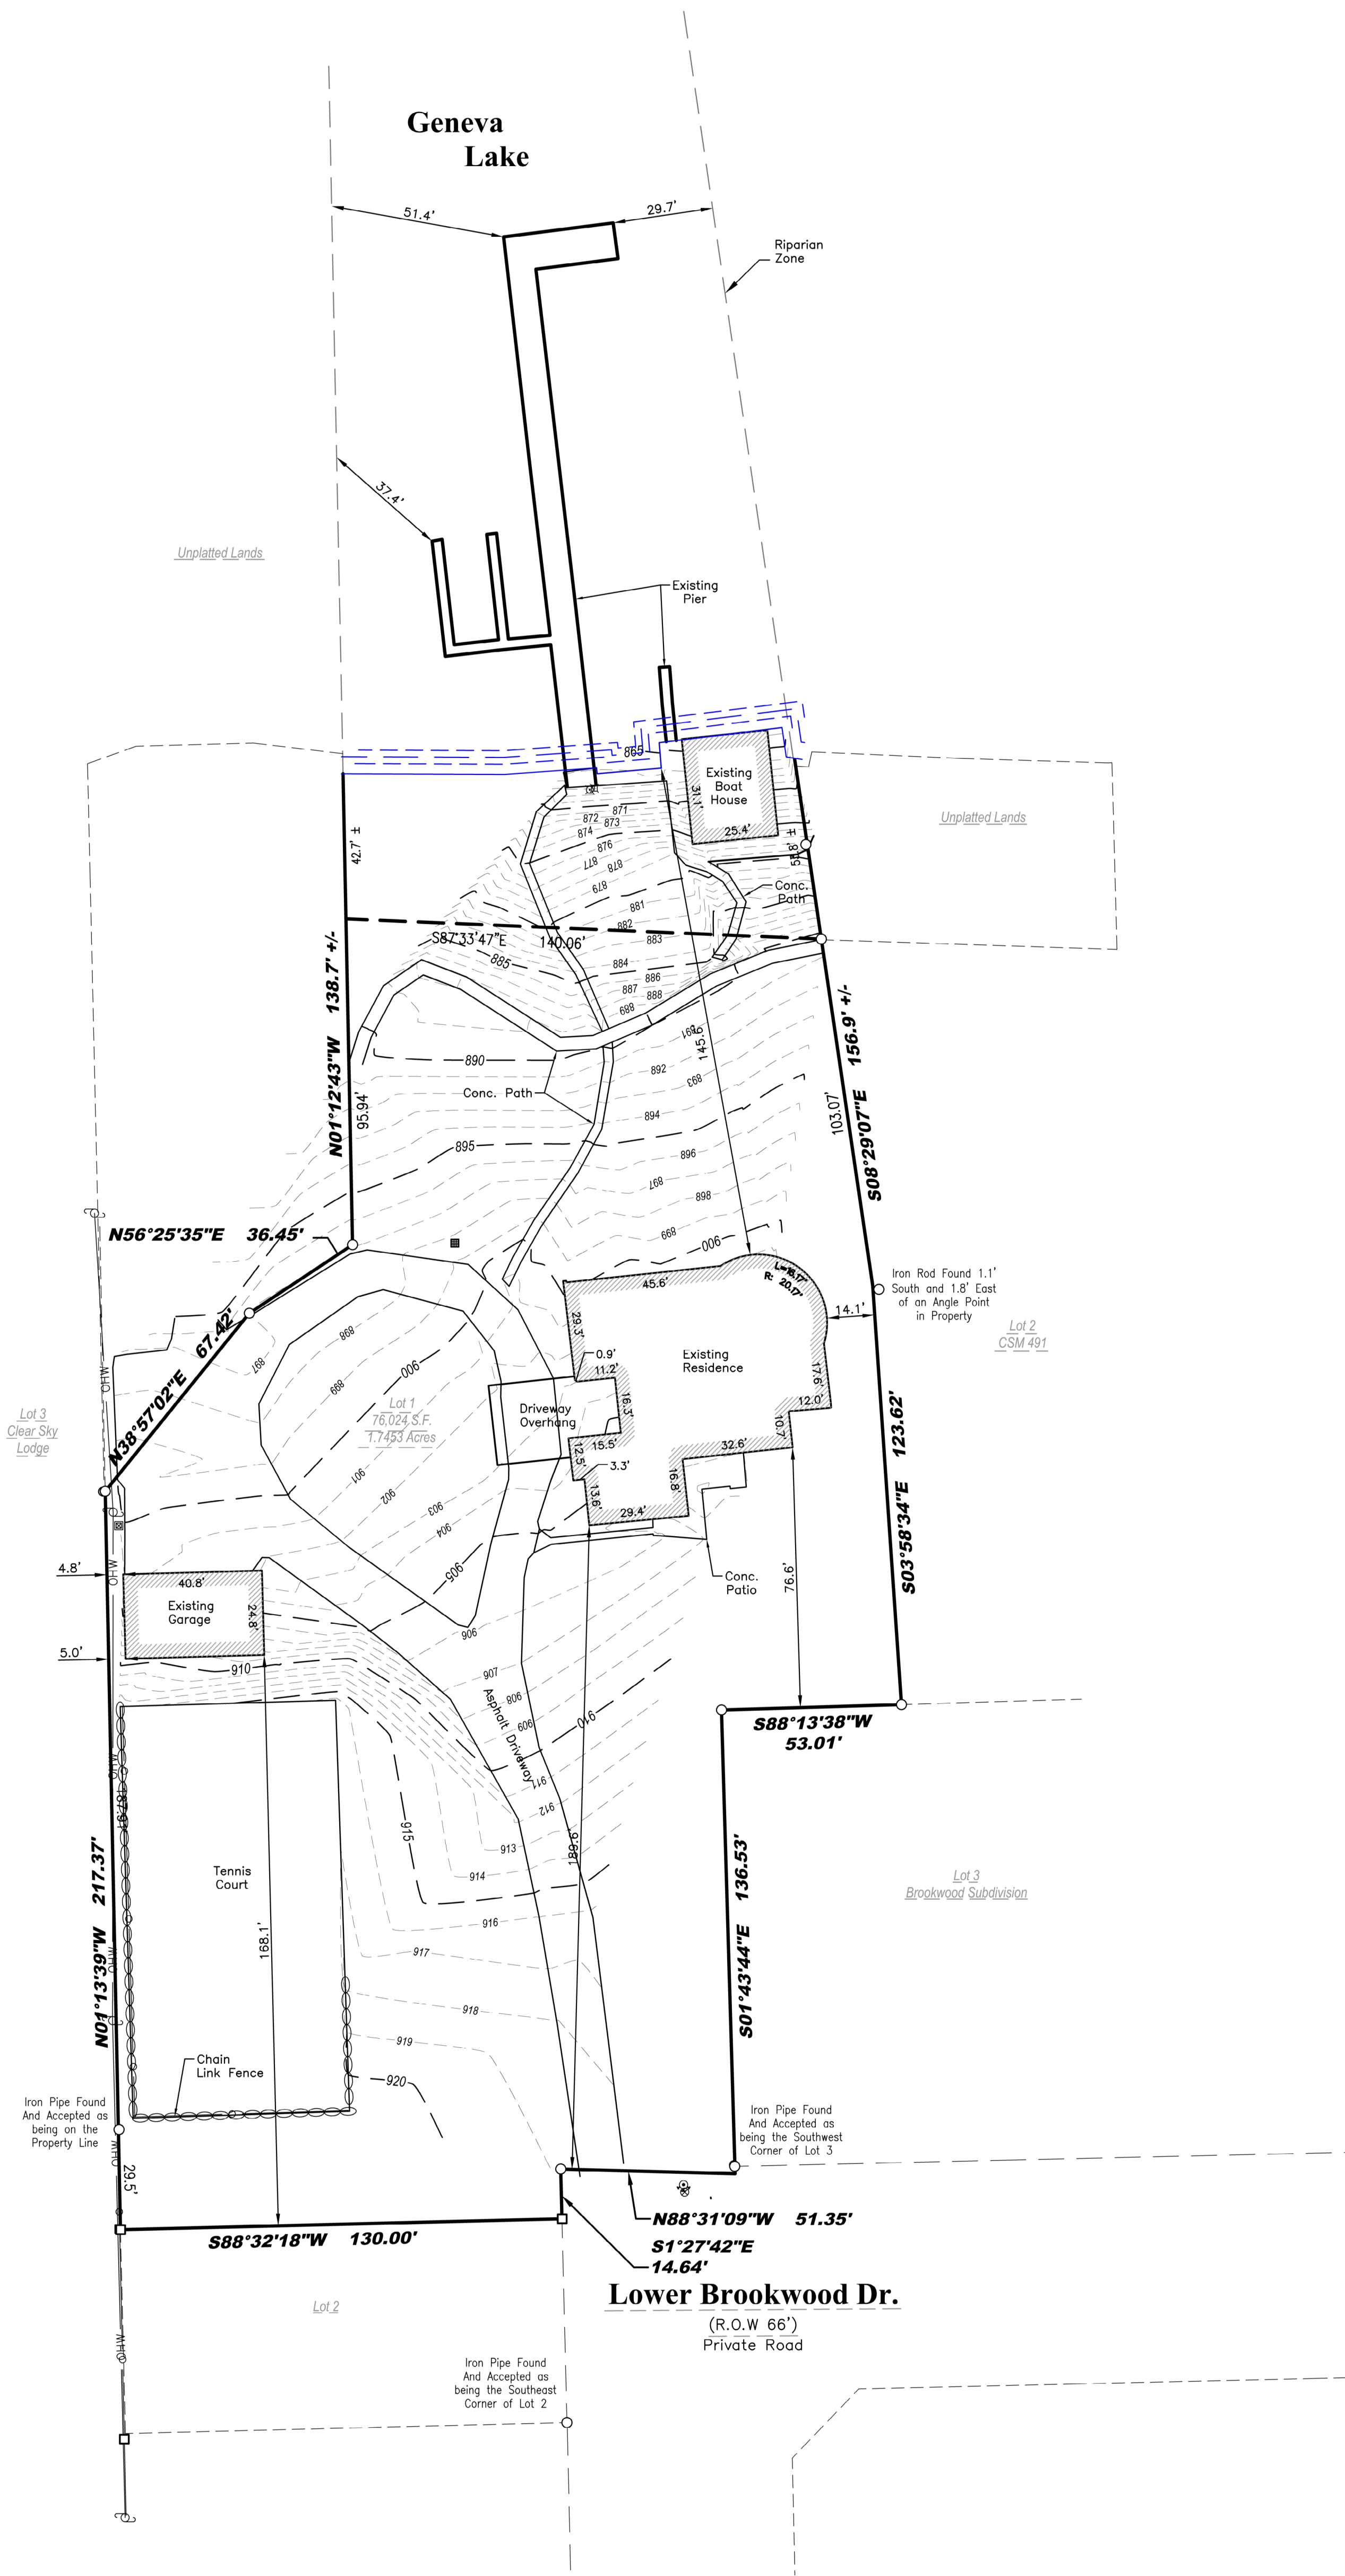 Geneva
Lake
51.4'
29.7'
Riparian
Zone
37.4'
Unplatted Lands
Existing
Pier
865
Existing
Boat
House
31.1'
25.4'
Unplatted Lands
42.7' ±
871
872
873
874
876
877
878
879
881
882
883
884
885
886
887
888
889
Conc.
Path
S87°33'47"E 140.06'
N01°12'43"W 138.7' +/-
95.94'
890
891
145.6'
892
893
894
895
896
897
898
899
900
Conc. Path
S08°29'07"E 156.9' +/-
103.07'
N56°25'35"E 36.45'
45.6'
L=18.17'
R: 20.17'
14.1'
Iron Rod Found 1.1'
South and 1.8' East
of an Angle Point
in Property
Lot 2
CSM 491
N38°57'02"E 67.42'
897
898
899
900
29.3'
0.9'
11.2'
16.3'
Existing
Residence
17.6'
12.0'
10.7'
32.6'
Driveway
Overhang
15.5'
12.5'
3.3'
13.6'
16.8'
29.4'
Lot 1
76,024 S.F.
1.7453 Acres
Lot 3
Clear Sky
Lodge
OHW
OHW
901
902
903
904
905
906
907
908
909
910
911
912
913
914
915
916
917
918
919
920
4.8'
40.8'
Existing
Garage
24.8'
5.0'
910
Conc.
Patio
76.6'
S03°58'34"E 123.62'
S88°13'38"W
53.01'
Asphalt Driveway
189.6'
OHW
187.91'
N01°13'39"W 217.37'
Tennis
Court
168.1'
S01°43'44"E 136.53'
Lot 3
Brookwood Subdivision
OHW
Chain
Link Fence
Iron Pipe Found
And Accepted as
being on the
Property Line
Iron Pipe Found
And Accepted as
being the Southwest
Corner of Lot 3
OHW
29.5'
N88°31'09"W 51.35'
S88°32'18"W 130.00'
S1°27'42"E
14.64'
Lower Brookwood Dr.
(R.O.W 66')
Private Road
Lot 2
OHW
Iron Pipe Found
And Accepted as
being the Southeast
Corner of Lot 2